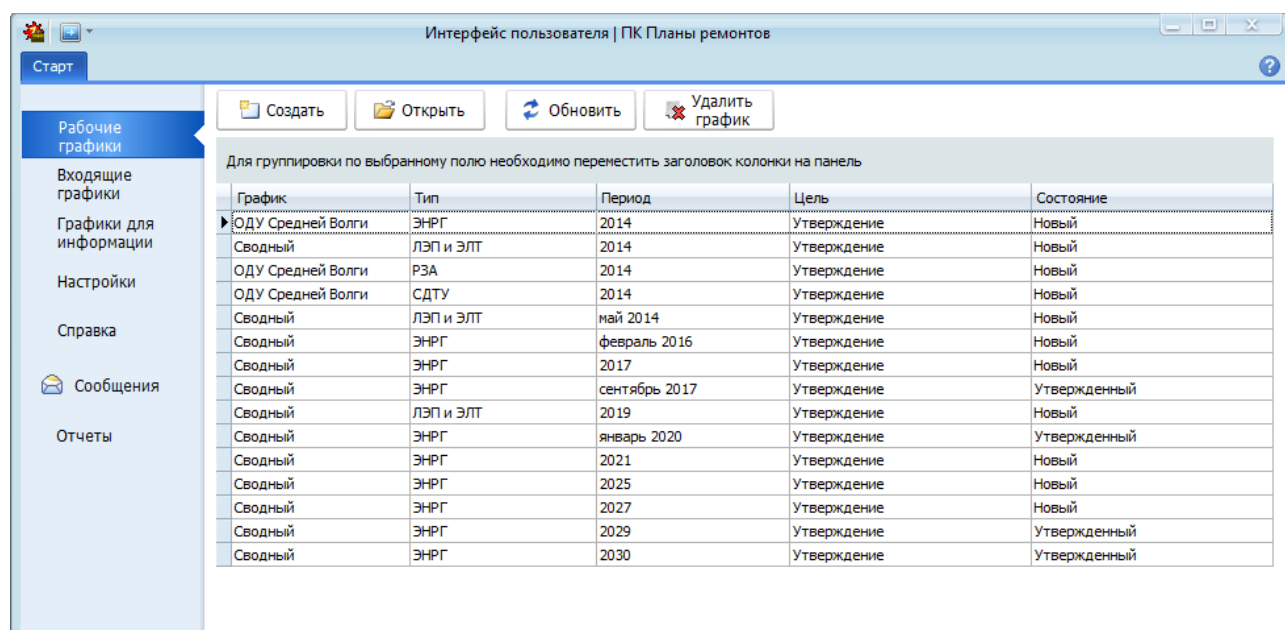 Интерфейс пользователя | ПК Планы ремонтов
Старт
Рабочие
графики
Входящие
графики
Графики для
информации
Настройки
Справка
Сообщения
Отчеты
Создать Открыть Обновить Удалить
график
Для группировки по выбранному полю необходимо переместить заголовок колонки на панель
График Тип Период Цель Состояние
ОДУ Средней Волги ЭНРГ 2014 Утверждение Новый
Сводный ЛЭП и ЭЛТ 2014 Утверждение Новый
ОДУ Средней Волги РЗА 2014 Утверждение Новый
ОДУ Средней Волги СДТУ 2014 Утверждение Новый
Сводный ЛЭП и ЭЛТ май 2014 Утверждение Новый
Сводный ЭНРГ февраль 2016 Утверждение Новый
Сводный ЭНРГ 2017 Утверждение Новый
Сводный ЭНРГ сентябрь 2017 Утверждение Утвержденный
Сводный ЛЭП и ЭЛТ 2019 Утверждение Новый
Сводный ЭНРГ январь 2020 Утверждение Утвержденный
Сводный ЭНРГ 2021 Утверждение Новый
Сводный ЭНРГ 2025 Утверждение Новый
Сводный ЭНРГ 2027 Утверждение Новый
Сводный ЭНРГ 2029 Утверждение Утвержденный
Сводный ЭНРГ 2030 Утверждение Утвержденный